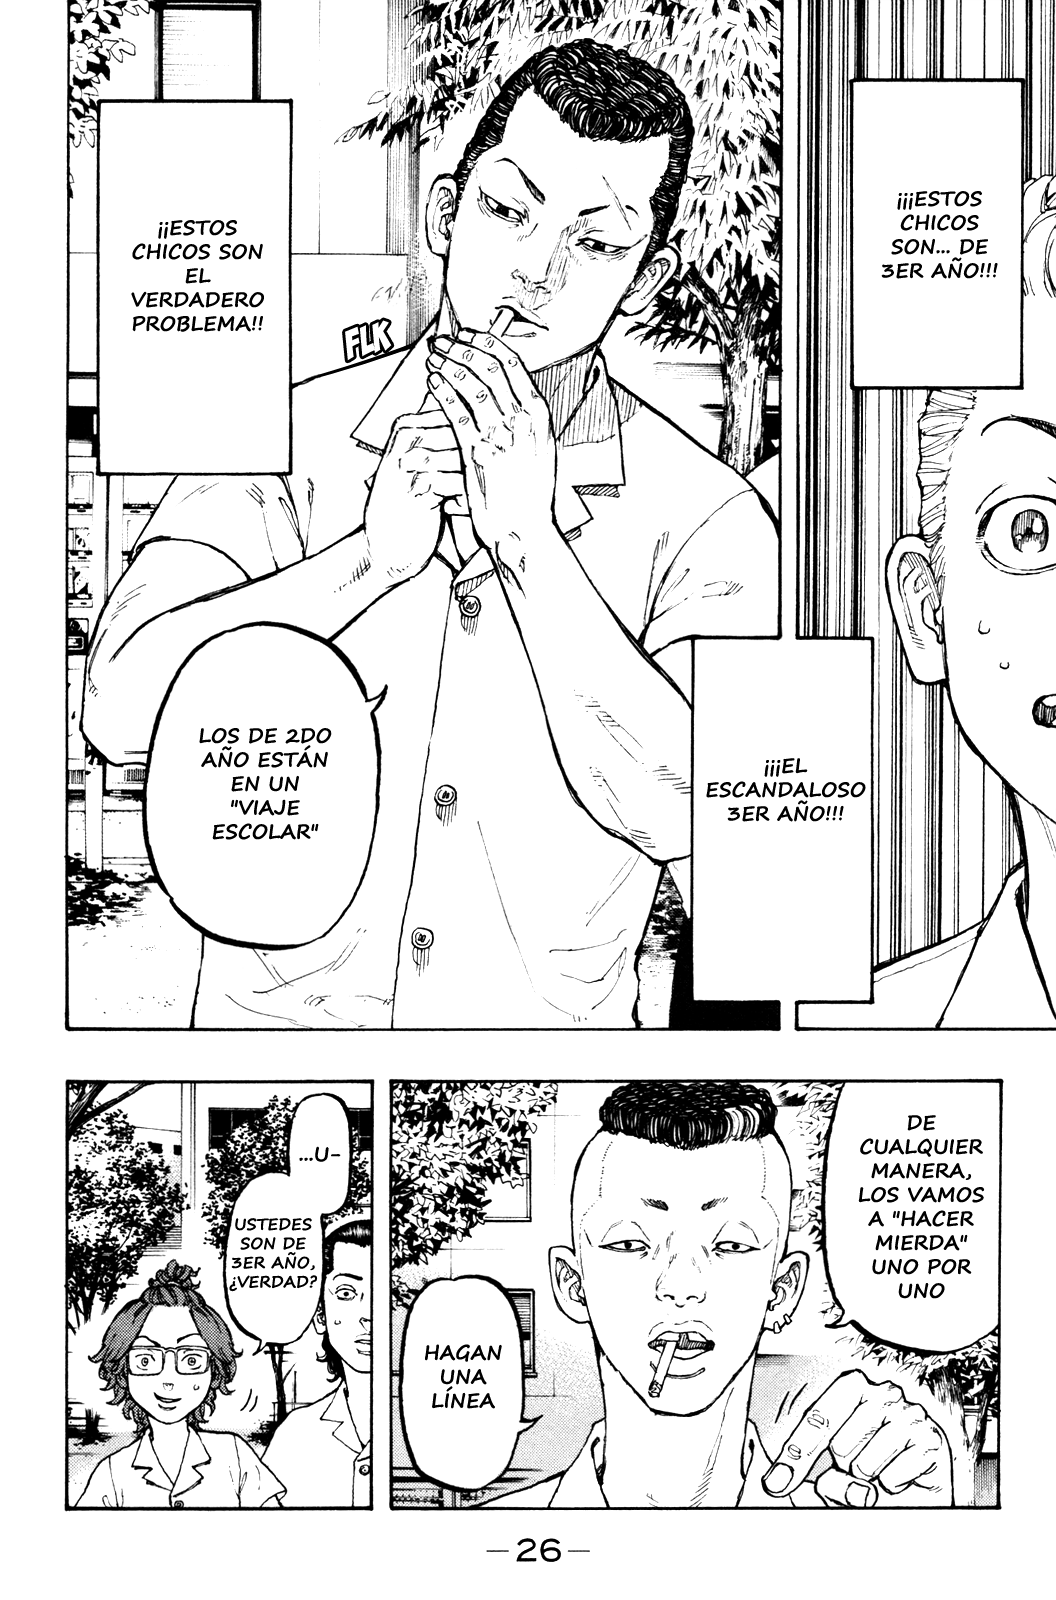 ¡¡¡ESTOS
CHICOS
SON... DE
3ER AÑO!!!
¡¡¡EL
ESCANDALOSO
3ER AÑO!!!
¡¡ESTOS
CHICOS SON
EL
VERDADERO
PROBLEMA!!
FLK
LOS DE 2DO
AÑO ESTÁN
EN UN
"VIAJE
ESCOLAR"
DE
CUALQUIER
MANERA,
LOS VAMOS
A "HACER
MIERDA"
UNO POR
UNO
HAGAN
UNA
LÍNEA
...U-
USTEDES
SON DE
3ER AÑO,
¿VERDAD?
—26—